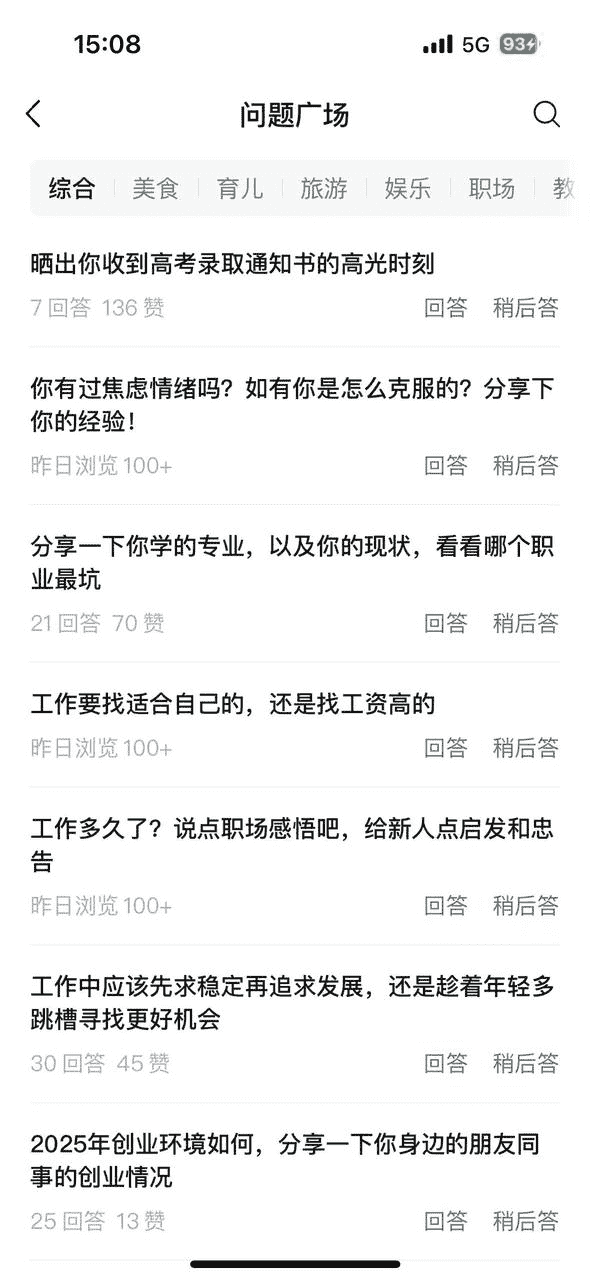 15:08 5G 93
问题广场
综合 美食 育儿 旅游 娱乐 职场 教
晒出你收到高考录取通知书的高光时刻
7 回答 136 赞 回答 稍后答
你有过焦虑情绪吗？如有你是怎么克服的？分享下
你的经验！
昨日浏览 100+ 回答 稍后答
分享一下你学的专业，以及你的现状，看看哪个职
业最坑
21 回答 70 赞 回答 稍后答
工作要找适合自己的，还是找工资高的
昨日浏览 100+ 回答 稍后答
工作多久了？说点职场感悟吧，给新人点启发和忠
告
昨日浏览 100+ 回答 稍后答
工作中应该先求稳定再追求发展，还是趁着年轻多
跳槽寻找更好机会
30 回答 45 赞 回答 稍后答
2025年创业环境如何，分享一下你身边的朋友同
事的创业情况
25 回答 13 赞 回答 稍后答